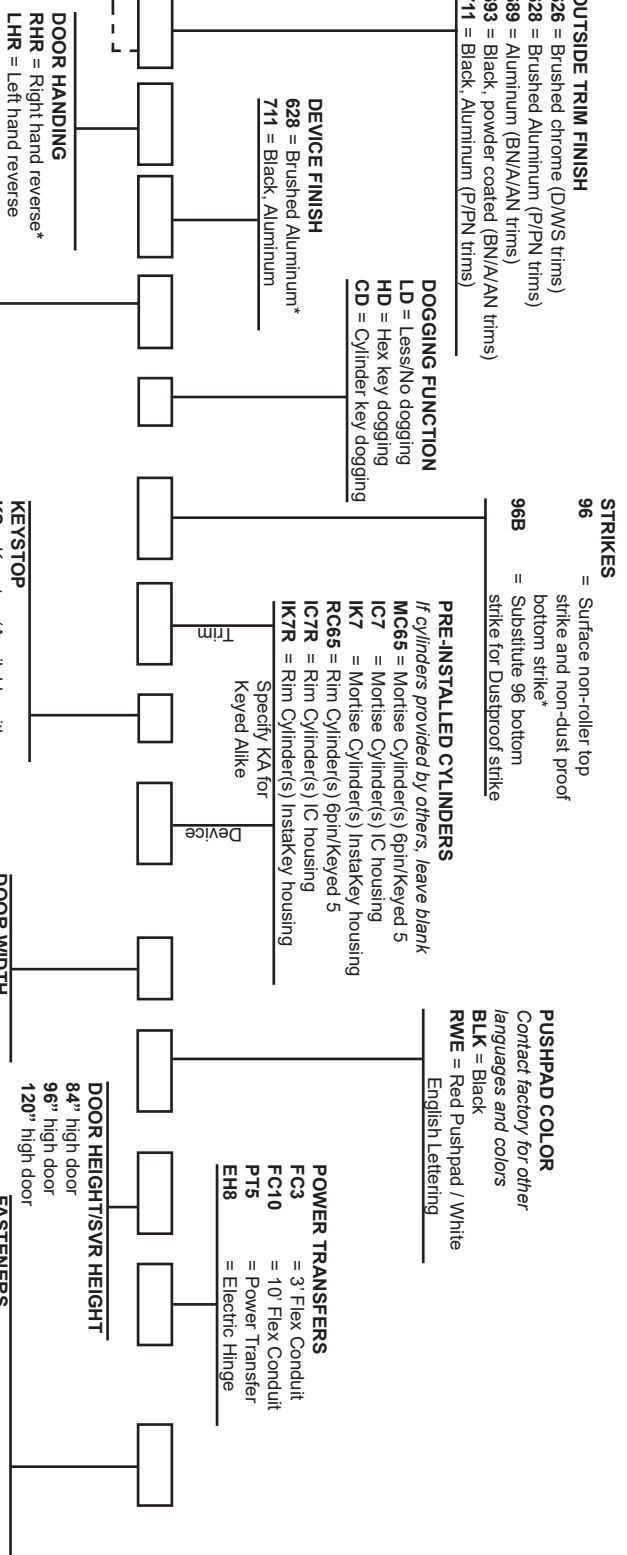 OUTSIDE TRIM FINISH
626 = Brushed chrome (D/WS trims)
628 = Brushed Aluminum (P/PN trims)
689 = Aluminum (BN/A/AN trims)
693 = Black, powder coated (BN/A/AN trims)
711 = Black, Aluminum (P/PN trims)
DOOR HANDING
RHR = Right hand reverse*
LHR = Left hand reverse
DEVICE FINISH
628 = Brushed Aluminum*
711 = Black, Aluminum
DOGGING FUNCTION
LD = Less/No dogging
HD = Hex key dogging
CD = Cylinder key dogging
STRIKES
96 = Surface non-roller top
strike and non-dust proof
bottom strike*
96B = Substitute 96 bottom
strike for Dustproof strike
PRE-INSTALLED CYLINDERS
If cylinders provided by others, leave blank
MC65 = Mortise Cylinder(s) 6pin/Keyed 5
IC7 = Mortise Cylinder(s) IC housing
IK7 = Mortise Cylinder(s) InstaKey housing
RC65 = Rim Cylinder(s) 6pin/Keyed 5
IC7R = Rim Cylinder(s) IC housing
IK7R = Rim Cylinder(s) InstaKey housing
Specify KA for
Keyed Alike
Trim
Device
KEYSTOP
DOOR WIDTH
PUSHPAD COLOR
Contact factory for other
languages and colors
BLK = Black
RWE = Red Pushpad / White
English Lettering
DOOR HEIGHT/SVR HEIGHT
84” high door
96” high door
120” high door
POWER TRANSFERS
FC3 = 3’ Flex Conduit
FC10 = 10’ Flex Conduit
PT5 = Power Transfer
EH8 = Electric Hinge
FASTENERS